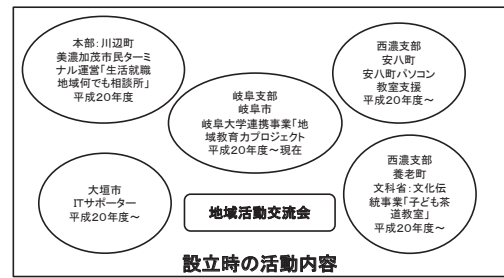 本部：川辺町
美濃加茂市民ターミ
ナル運営「生活就職
地域何でも相談所」
平成20年度
岐阜支部
岐阜市
岐阜大学連携事業「地
域教育力プロジェクト
平成20年度～現在
西濃支部
安八町
安八町パソコン
教室支援
平成20年度～
大垣市
ITサポーター
平成20年度～
地域活動交流会
西濃支部
養老町
文科省：文化伝
統事業「子ども茶
道教室」
平成20年度～
設立時の活動内容